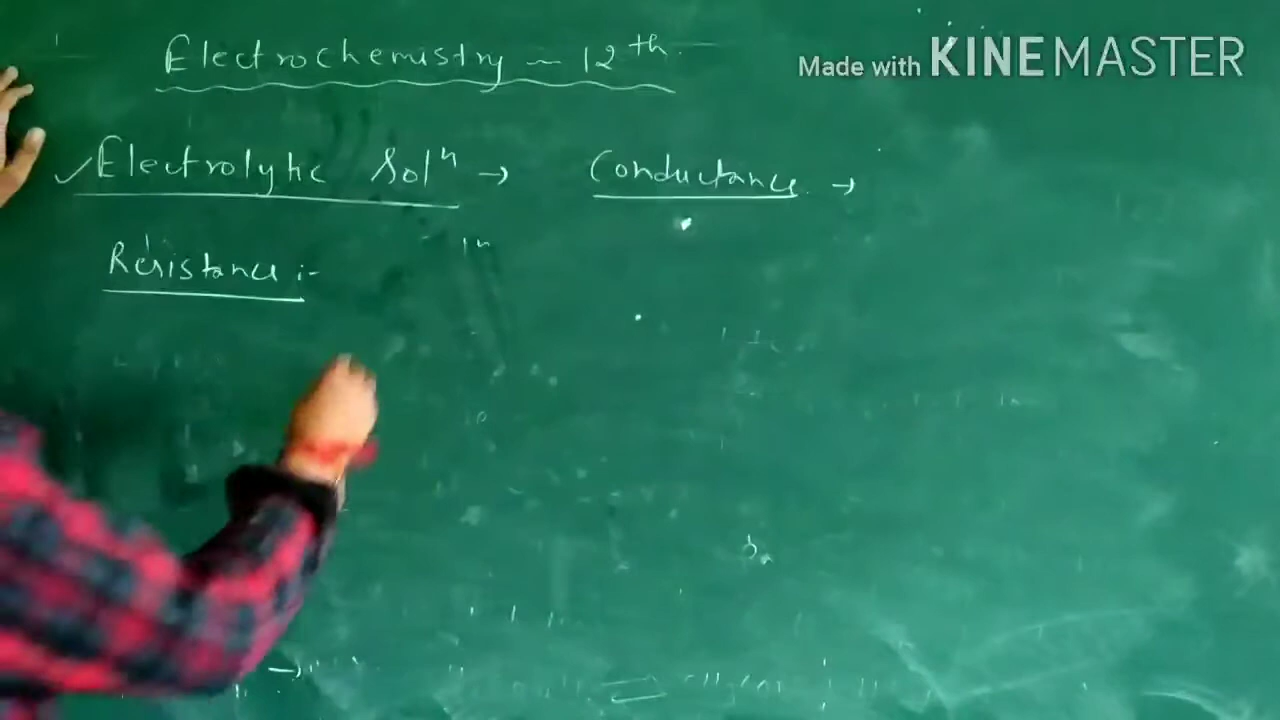 Electrochemistry ~ 12th.
Made with KINEMASTER
✓Electrolytic Solⁿ → Conductance →
Resistance :-